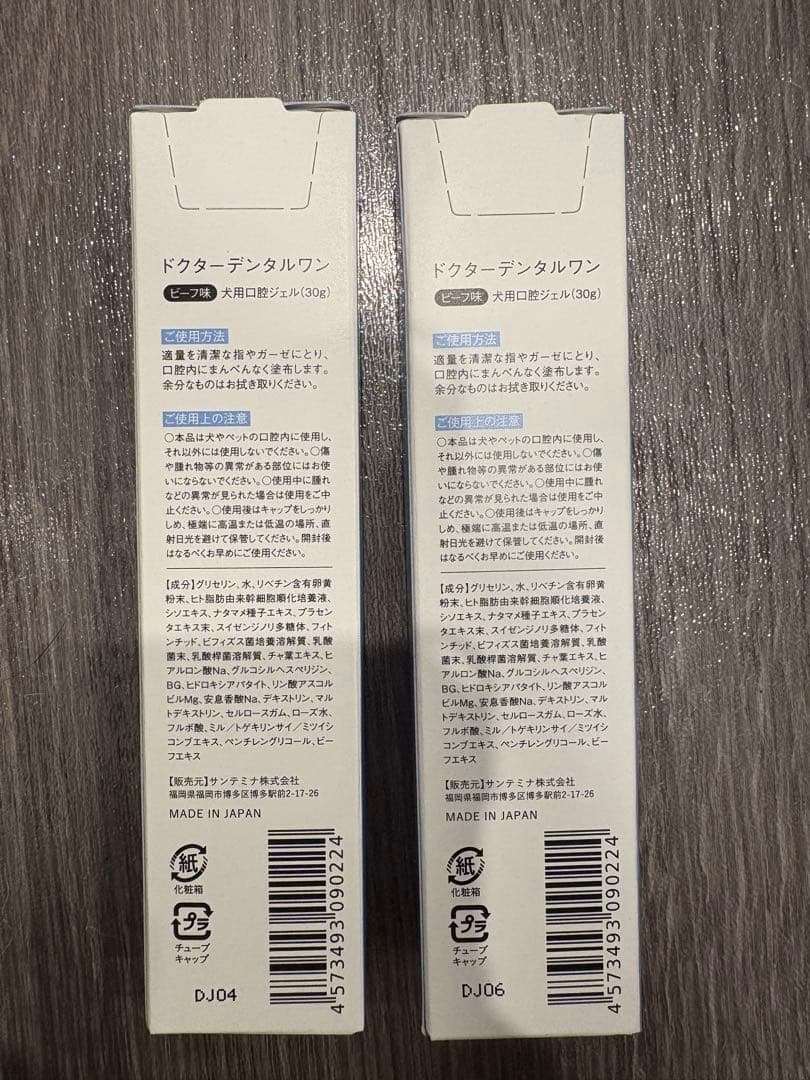 ドクターデンタルワン
ビーフ味 犬用口腔ジェル(30g)
ご使用方法
適量を清潔な指やガーゼにとり、
口腔内にまんべんなく塗布します。
余分なものはお拭き取りください。
ご使用上の注意
〇本品は犬やペットの口腔内に使用し、
それ以外には使用しないでください。〇傷
や腫れ物等の異常がある部位にはお使
いにならないでください。〇使用中に腫れ
などの異常が見られた場合は使用をご中
止ください。〇使用後はキャップをしっかり
しめ、極端に高温または低温の場所、直
射日光を避けて保管してください。開封後
はなるべくお早めにご使用ください。
【成分】グリセリン、水、リベチン含有卵黄
粉末、ヒト脂肪由来幹細胞順化培養液、
シソエキス、ナタマメ種子エキス、プラセン
タエキス末、スイゼンジノリ多糖体、フィト
ンチッド、ビフィズス菌培養溶解質、乳酸
菌末、乳酸桿菌溶解質、チャ葉エキス、ヒ
アルロン酸Na、グルコシルヘスペリジン、
BG、ヒドロキシアパタイト、リン酸アスコル
ビルMg、安息香酸Na、デキストリン、マル
トデキストリン、セルロースガム、ローズ水、
フルボ酸、ミル/トゲキリンサイ/ミツイシ
コンブエキス、ペンチレングリコール、ビー
フエキス
【販売元】サンテミナ株式会社
福岡県福岡市博多区博多駅前2-17-26
MADE IN JAPAN
紙
化粧箱
プラ
チューブ
キャップ
DJ04
4 573493 090224
ドクターデンタルワン
ビーフ味 犬用口腔ジェル(30g)
ご使用方法
適量を清潔な指やガーゼにとり、
口腔内にまんべんなく塗布します。
余分なものはお拭き取りください。
ご使用上の注意
〇本品は犬やペットの口腔内に使用し、
それ以外には使用しないでください。〇傷
や腫れ物等の異常がある部位にはお使
いにならないでください。〇使用中に腫れ
などの異常が見られた場合は使用をご中
止ください。〇使用後はキャップをしっかり
しめ、極端に高温または低温の場所、直
射日光を避けて保管してください。開封後
はなるべくお早めにご使用ください。
【成分】グリセリン、水、リベチン含有卵黄
粉末、ヒト脂肪由来幹細胞順化培養液、
シソエキス、ナタマメ種子エキス、プラセン
タエキス末、スイゼンジノリ多糖体、フィト
ンチッド、ビフィズス菌培養溶解質、乳酸
菌末、乳酸桿菌溶解質、チャ葉エキス、ヒ
アルロン酸Na、グルコシルヘスペリジン、
BG、ヒドロキシアパタイト、リン酸アスコル
ビルMg、安息香酸Na、デキストリン、マル
トデキストリン、セルロースガム、ローズ水、
フルボ酸、ミル/トゲキリンサイ/ミツイシ
コンブエキス、ペンチレングリコール、ビー
フエキス
【販売元】サンテミナ株式会社
福岡県福岡市博多区博多駅前2-17-26
MADE IN JAPAN
紙
化粧箱
プラ
チューブ
キャップ
DJ06
4 573493 090224